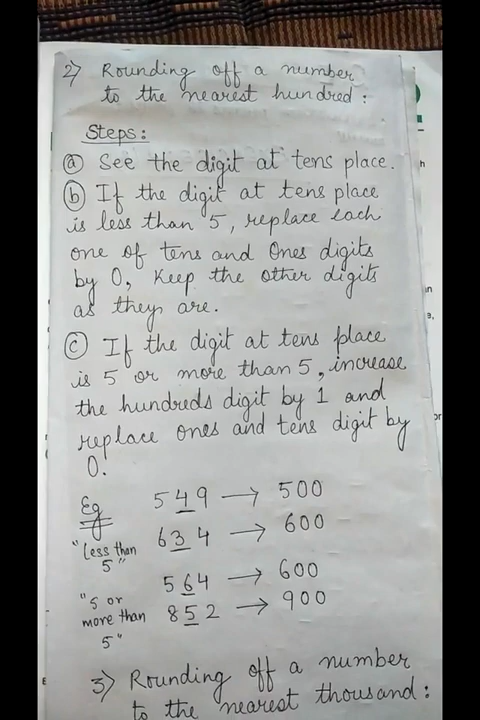 2) Rounding off a number
to the nearest hundred:
Steps:
(a) See the digit at tens place.
(b) If the digit at tens place
is less than 5, replace each
one of tens and Ones digits
by 0, Keep the other digits
as they are.
(c) If the digit at tens place
is 5 or more than 5, increase
the hundreds digit by 1 and
replace ones and tens digit by
0.
Eg 549 → 500
"Less than 5" 634 → 600
564 → 600
"5 or more than 5" 852 → 900
3) Rounding off a number
to the nearest thousand: